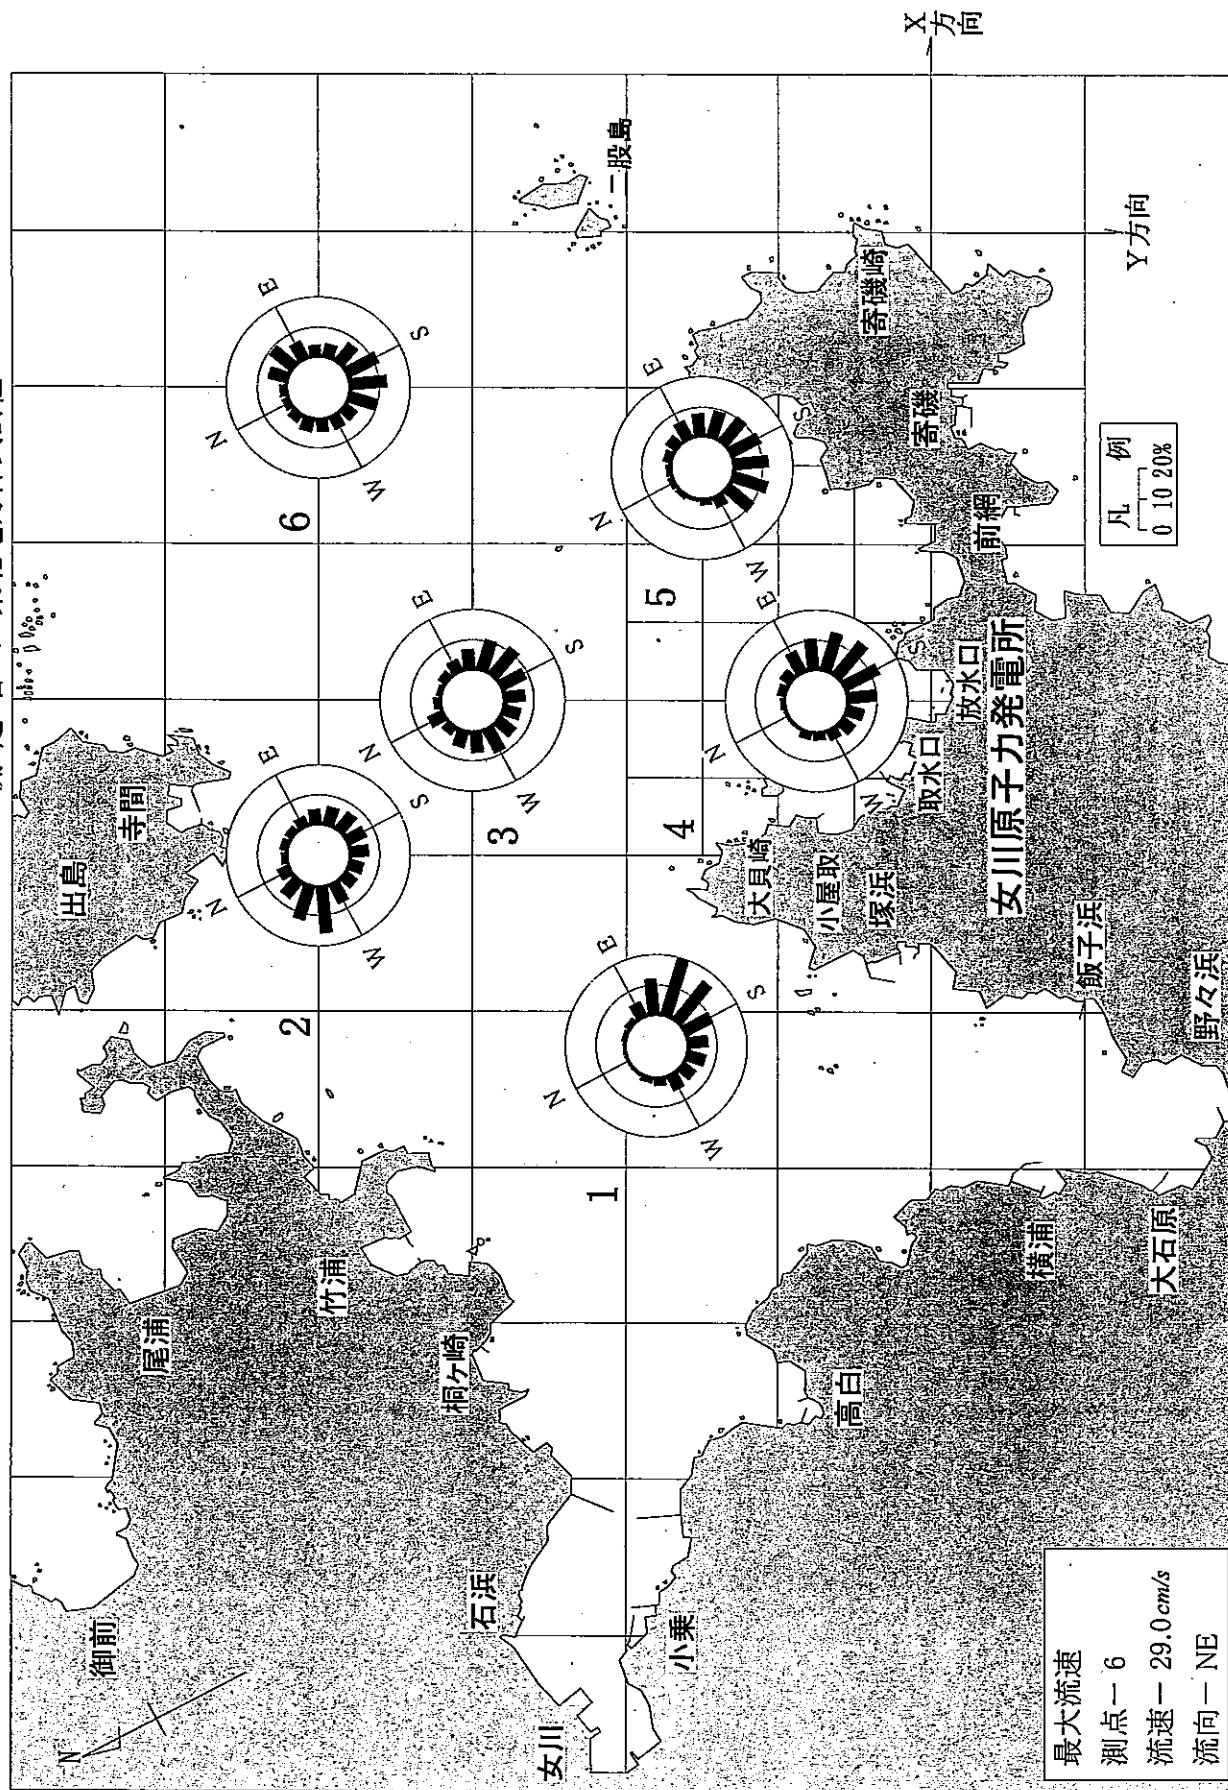 出島
寺間
二股島
御前
尾浦
竹浦
桐ヶ崎
石浜
女川
小乗
高白
横浦
大石原
野々浜
飯子浜
大貝崎
小屋取
塚浜
取水口
放水口
女川原子力発電所
前網
寄磯
寄磯崎
N
1
N
E
S
W
2
N
E
S
W
3
N
E
S
W
4
N
E
S
W
5
N
E
S
W
6
N
E
S
W
X方向
Y方向
凡例
0 10 20%
最大流速
測点－6
流速－29.0cm/s
流向－NE